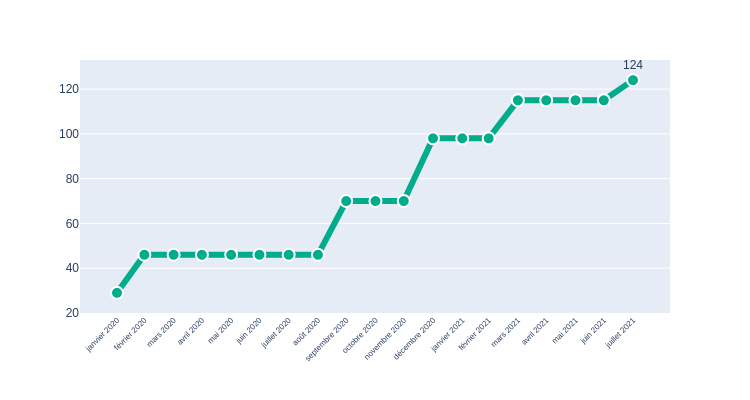 124
120
100
80
60
40
20
janvier 2020
février 2020
mars 2020
avril 2020
mai 2020
juin 2020
juillet 2020
août 2020
septembre 2020
octobre 2020
novembre 2020
décembre 2020
janvier 2021
février 2021
mars 2021
avril 2021
mai 2021
juin 2021
juillet 2021